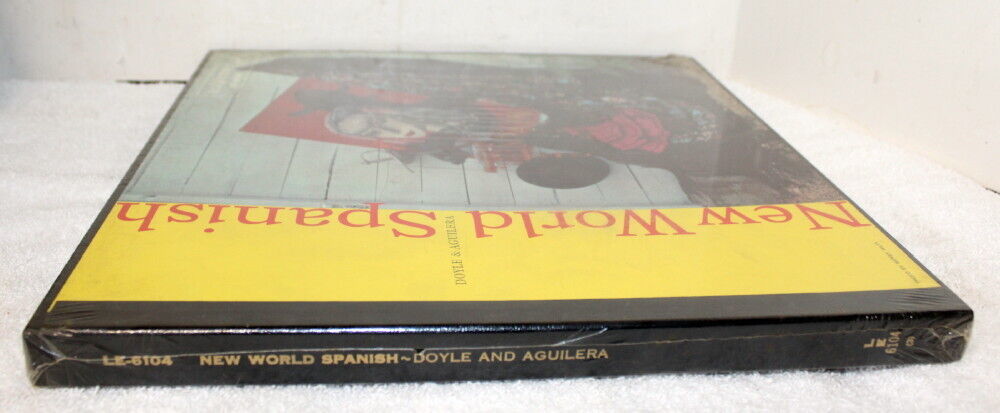 New World Spanish
DOYLE & AGUILERA
LE-6104 NEW WORLD SPANISH~DOYLE AND AGUILERA
LE
6104